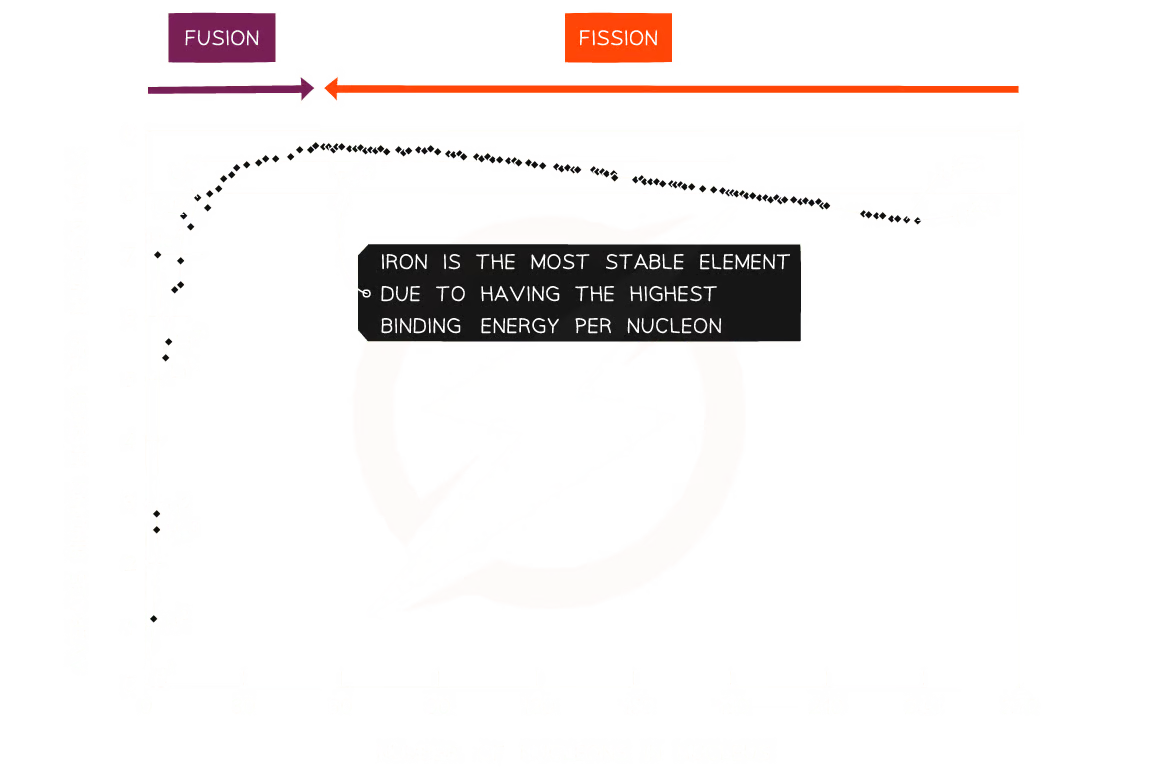 FUSION
FISSION
IRON IS THE MOST STABLE ELEMENT
DUE TO HAVING THE HIGHEST
BINDING ENERGY PER NUCLEON